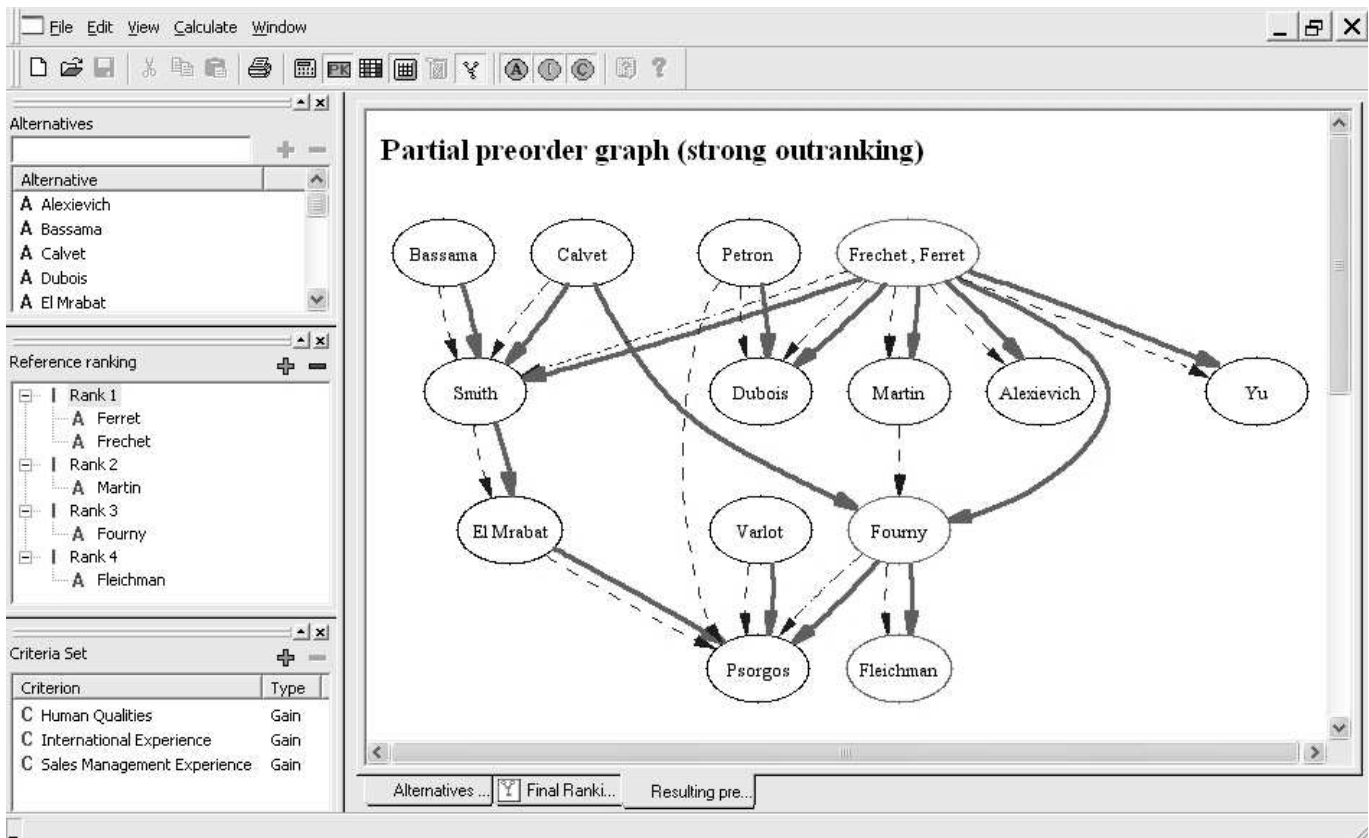 File Edit View Calculate Window
PK
A I C
Alternatives
Alternative
A Alexievich
A Bassama
A Calvet
A Dubois
A El Mrabat
Reference ranking
I Rank 1
A Ferret
A Frechet
I Rank 2
A Martin
I Rank 3
A Fourny
I Rank 4
A Fleichman
Criteria Set
Criterion Type
C Human Qualities Gain
C International Experience Gain
C Sales Management Experience Gain
Partial preorder graph (strong outranking)
Bassama Calvet Petron Frechet , Ferret
Smith Dubois Martin Alexievich Yu
El Mrabat Varlot Fourny
Psorgos Fleichman
Alternatives ... Final Ranki... Resulting pre...